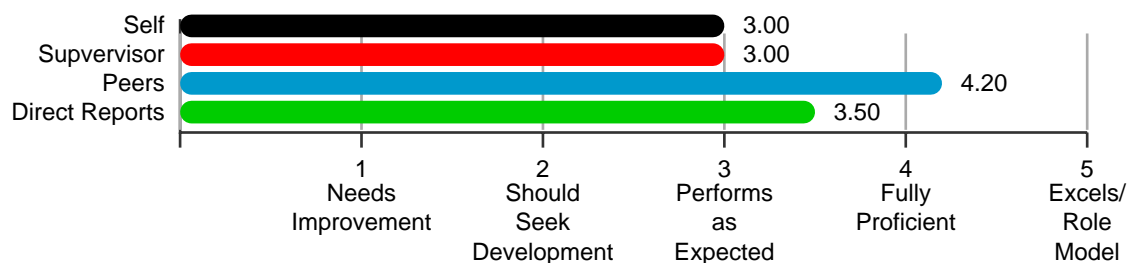 Self 3.00
Supvervisor 3.00
Peers 4.20
Direct Reports 3.50
1 2 3 4 5
Needs Should Performs Fully Excels/
Improvement Seek as Proficient Role
Development Expected Model